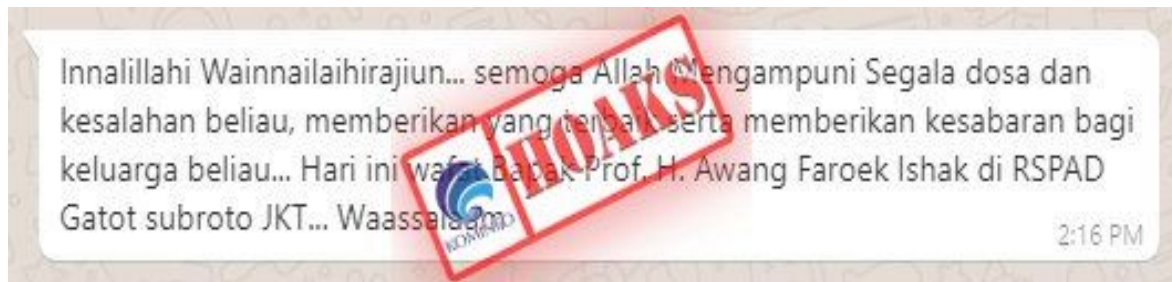 Innalillahi Wainnailaihirajiun... semoga Allah Mengampuni Segala dosa dan
kesalahan beliau, memberikan yang terbaik serta memberikan kesabaran bagi
keluarga beliau... Hari ini wafat Bapak Prof. H. Awang Faroek Ishak di RSPAD
Gatot subroto JKT... Waassalaam
2:16 PM
HOAKS
KOMINFO